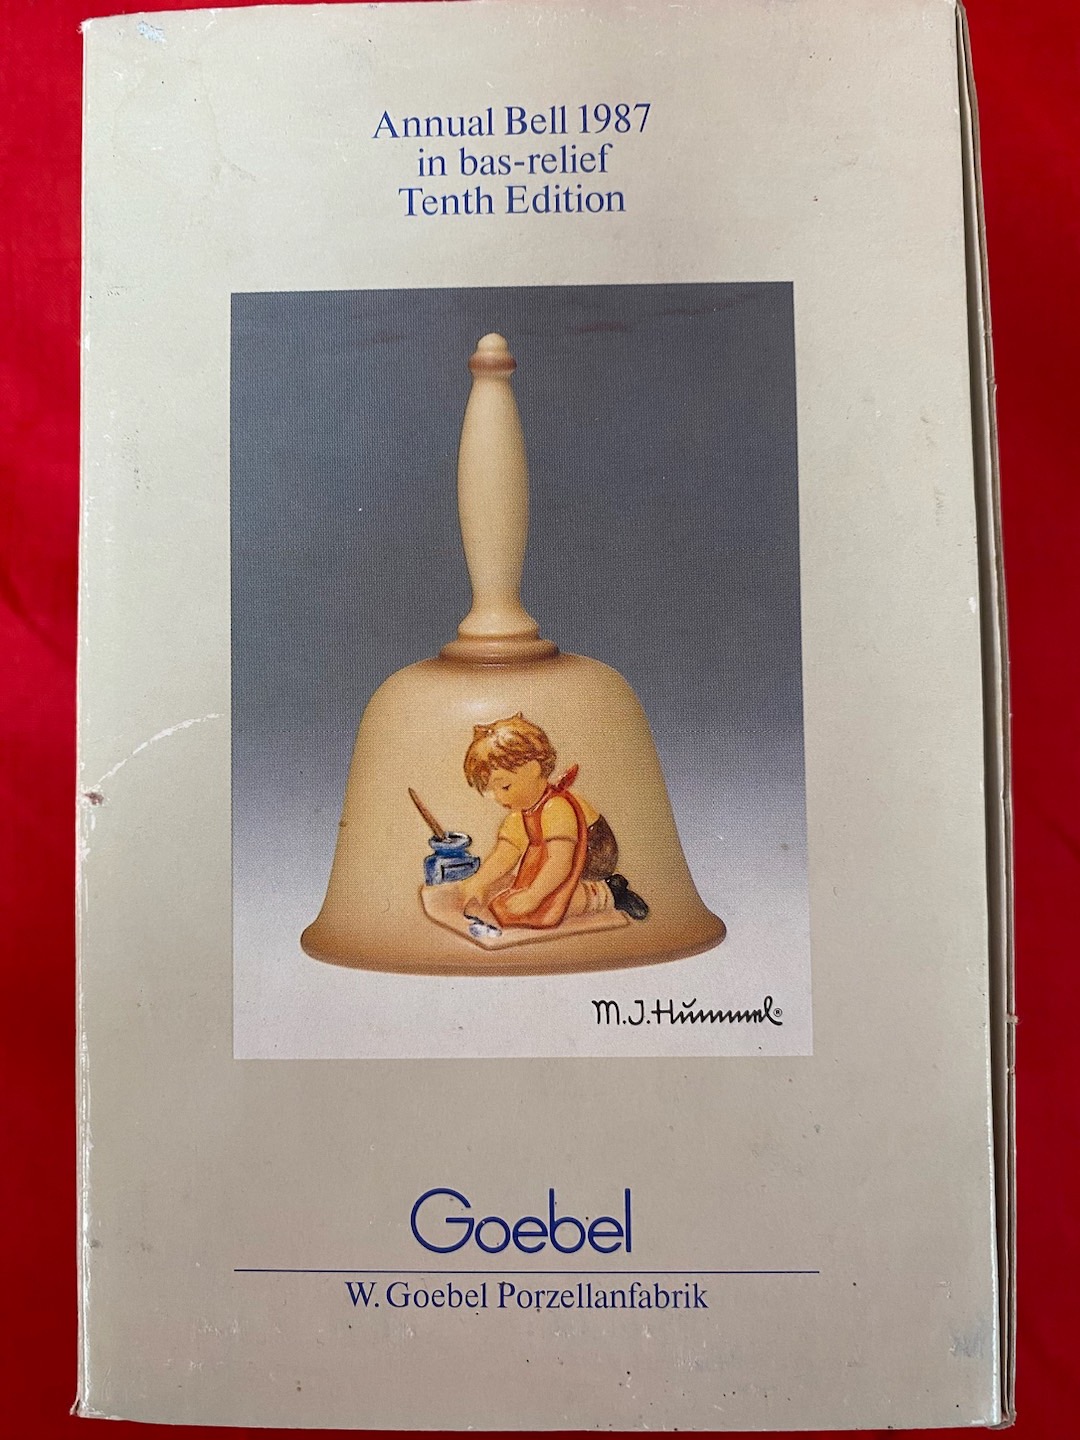 Annual Bell 1987
in bas-relief
Tenth Edition
M.J.Hummel®
Goebel
W. Goebel Porzellanfabrik